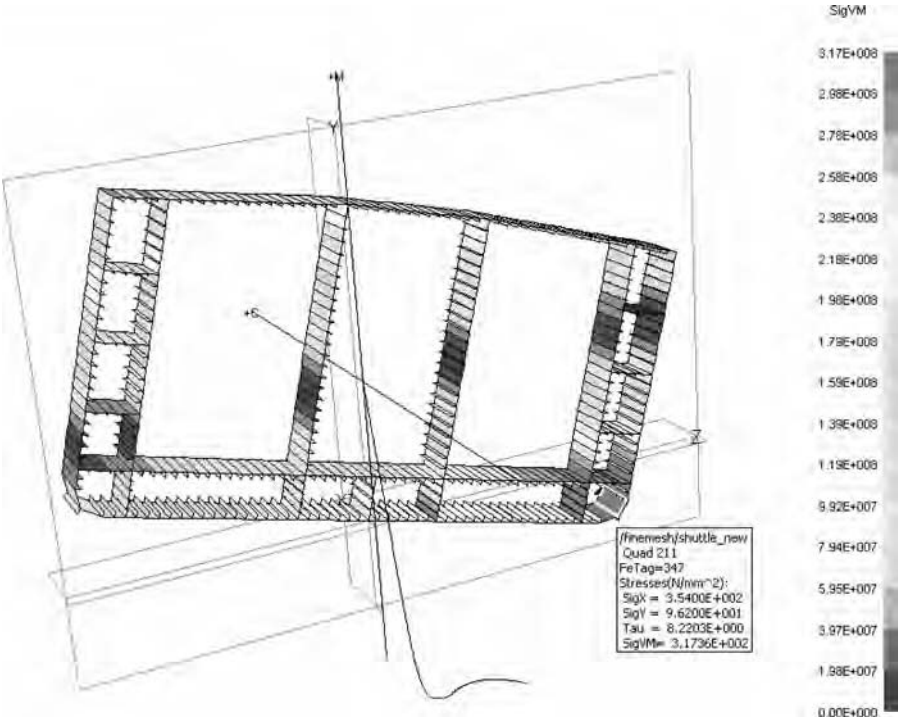 SigVM
3.17E+008
2.98E+008
2.78E+008
2.58E+008
2.38E+008
2.18E+008
1.98E+008
1.79E+008
1.59E+008
1.39E+008
1.19E+008
9.92E+007
7.94E+007
5.95E+007
3.97E+007
1.98E+007
0.00E+000
+M
Y
+S
Z
/finemesh/shuttle_new
Quad 211
FeTag=347
Stresses(N/mm^2):
SigX = 3.5400E+002
SigY = 9.6200E+001
Tau = 8.2203E+000
SigVM= 3.1736E+002